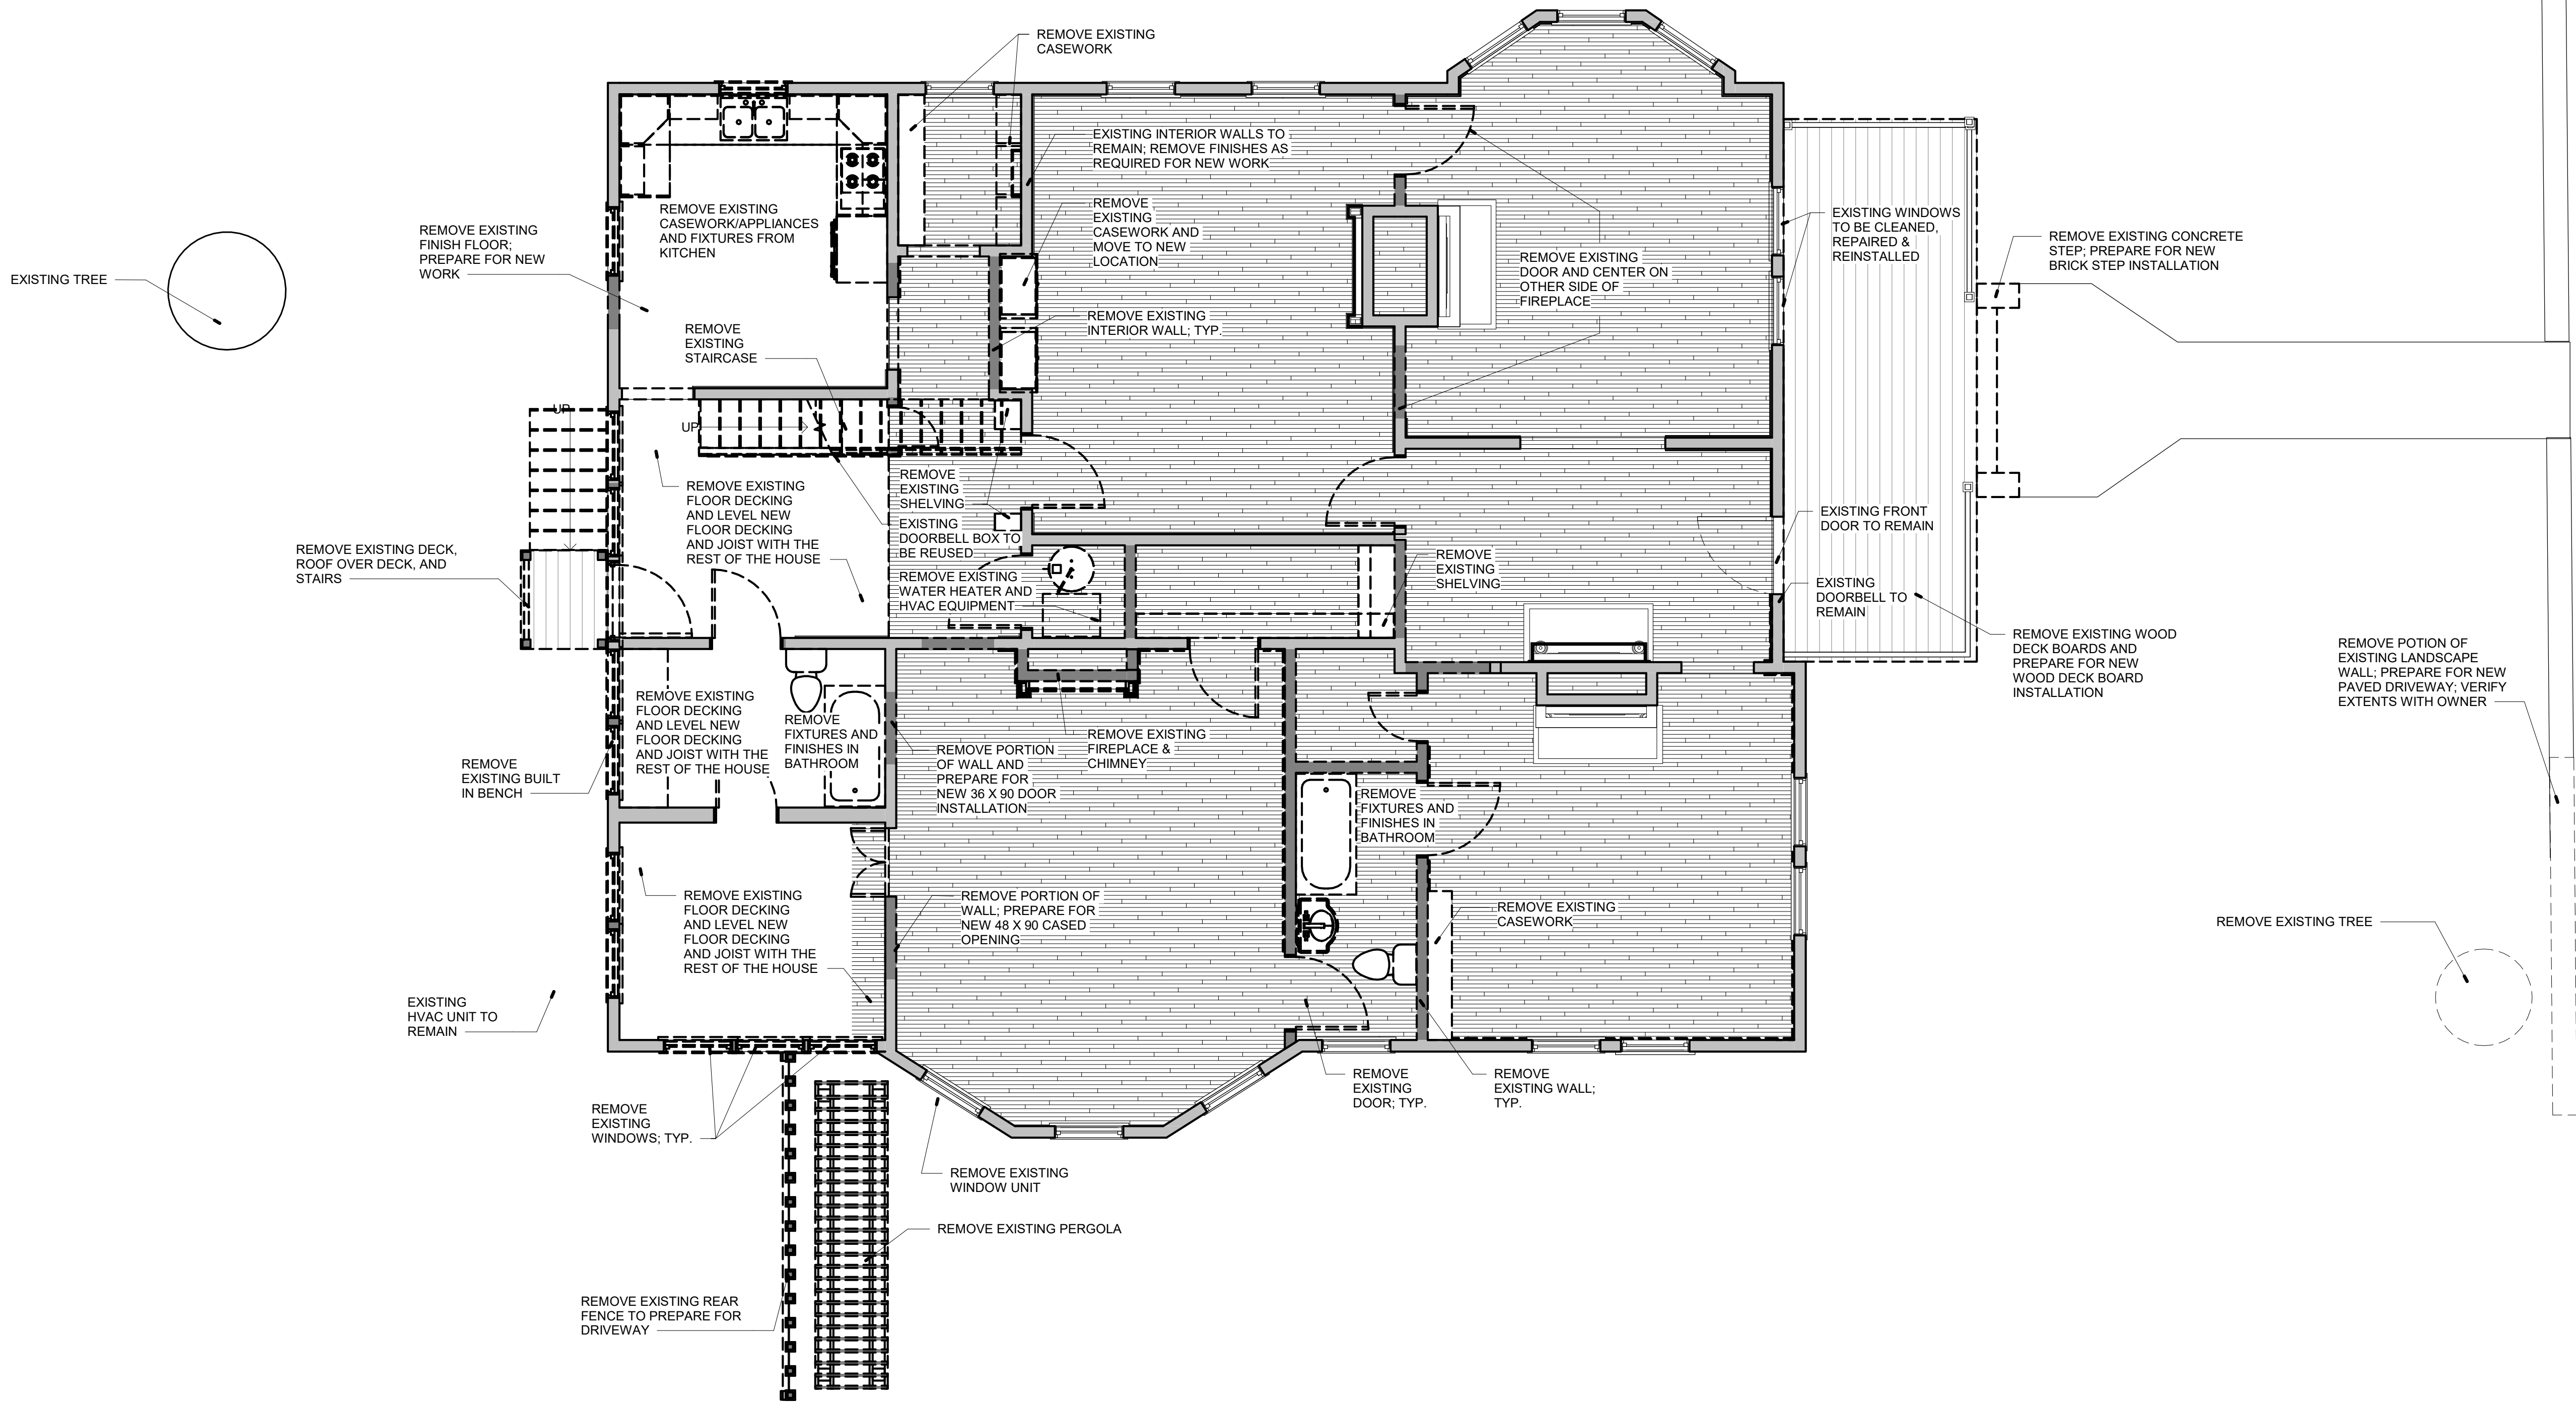 REMOVE EXISTING
CASEWORK
EXISTING INTERIOR WALLS TO
REMAIN; REMOVE FINISHES AS
REQUIRED FOR NEW WORK
REMOVE
EXISTING
CASEWORK AND
MOVE TO NEW
LOCATION
REMOVE EXISTING
CASEWORK/APPLIANCES
AND FIXTURES FROM
KITCHEN
REMOVE EXISTING
FINISH FLOOR;
PREPARE FOR NEW
WORK
EXISTING TREE
REMOVE
EXISTING
STAIRCASE
REMOVE EXISTING
INTERIOR WALL; TYP.
REMOVE EXISTING
DOOR AND CENTER ON
OTHER SIDE OF
FIREPLACE
EXISTING WINDOWS
TO BE CLEANED,
REPAIRED &
REINSTALLED
REMOVE EXISTING CONCRETE
STEP; PREPARE FOR NEW
BRICK STEP INSTALLATION
UP
UP
REMOVE EXISTING
FLOOR DECKING
AND LEVEL NEW
FLOOR DECKING
AND JOIST WITH THE
REST OF THE HOUSE
REMOVE
EXISTING
SHELVING
EXISTING
DOORBELL BOX TO
BE REUSED
REMOVE EXISTING
WATER HEATER AND
HVAC EQUIPMENT
REMOVE
EXISTING
SHELVING
EXISTING FRONT
DOOR TO REMAIN
EXISTING
DOORBELL TO
REMAIN
REMOVE EXISTING DECK,
ROOF OVER DECK, AND
STAIRS
REMOVE EXISTING WOOD
DECK BOARDS AND
PREPARE FOR NEW
WOOD DECK BOARD
INSTALLATION
REMOVE POTION OF
EXISTING LANDSCAPE
WALL; PREPARE FOR NEW
PAVED DRIVEWAY; VERIFY
EXTENTS WITH OWNER
REMOVE EXISTING
FLOOR DECKING
AND LEVEL NEW
FLOOR DECKING
AND JOIST WITH THE
REST OF THE HOUSE
REMOVE
FIXTURES AND
FINISHES IN
BATHROOM
REMOVE
EXISTING BUILT
IN BENCH
REMOVE PORTION
OF WALL AND
PREPARE FOR
NEW 36 X 90 DOOR
INSTALLATION
REMOVE EXISTING
FIREPLACE &
CHIMNEY
REMOVE
FIXTURES AND
FINISHES IN
BATHROOM
REMOVE EXISTING
FLOOR DECKING
AND LEVEL NEW
FLOOR DECKING
AND JOIST WITH THE
REST OF THE HOUSE
REMOVE PORTION OF
WALL; PREPARE FOR
NEW 48 X 90 CASED
OPENING
REMOVE EXISTING
CASEWORK
REMOVE EXISTING TREE
EXISTING
HVAC UNIT TO
REMAIN
REMOVE
EXISTING
WINDOWS; TYP.
REMOVE
EXISTING
DOOR; TYP.
REMOVE
EXISTING WALL;
TYP.
REMOVE EXISTING
WINDOW UNIT
REMOVE EXISTING PERGOLA
REMOVE EXISTING REAR
FENCE TO PREPARE FOR
DRIVEWAY